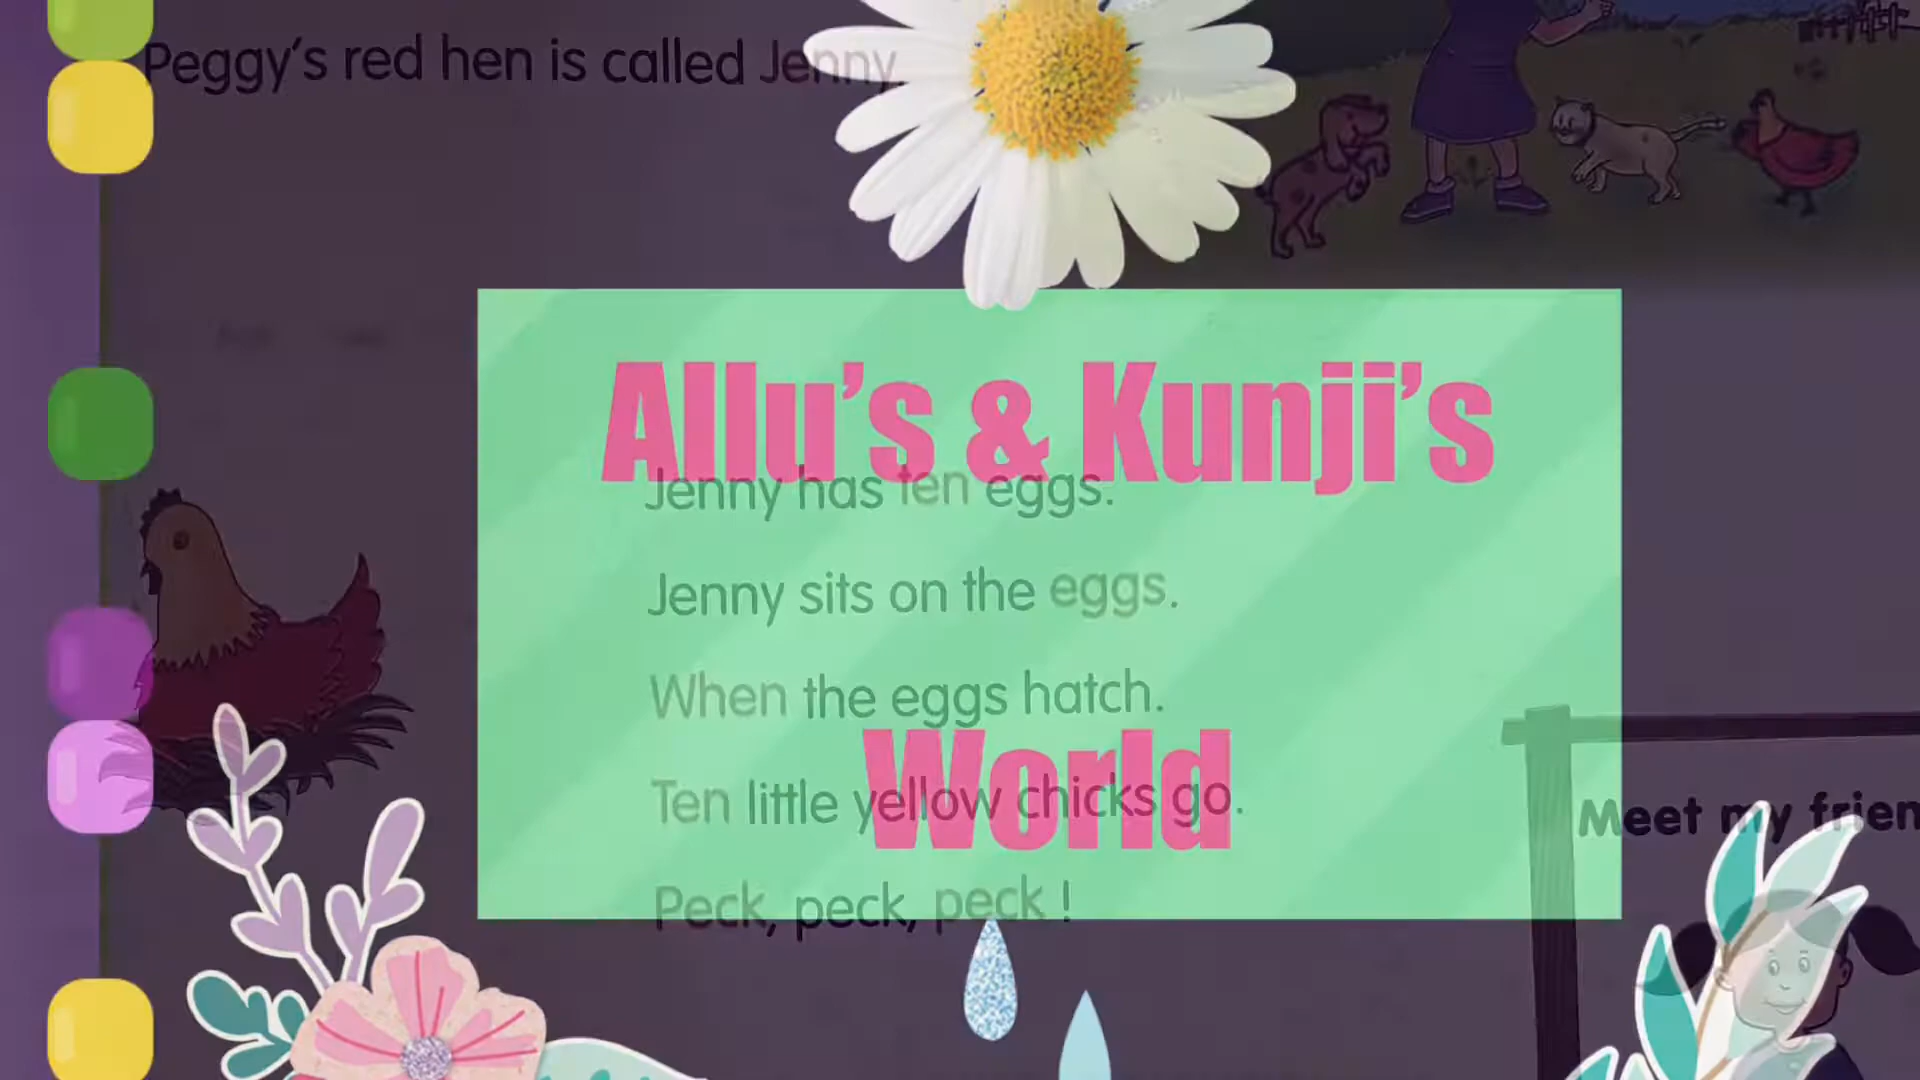 Peggy's red hen is called Jenny.
Allu's & Kunji's
Jenny has ten eggs.
Jenny sits on the eggs.
When the eggs hatch.
World
Ten little yellow chicks go.
Meet my frien
Peck, peck, peck !